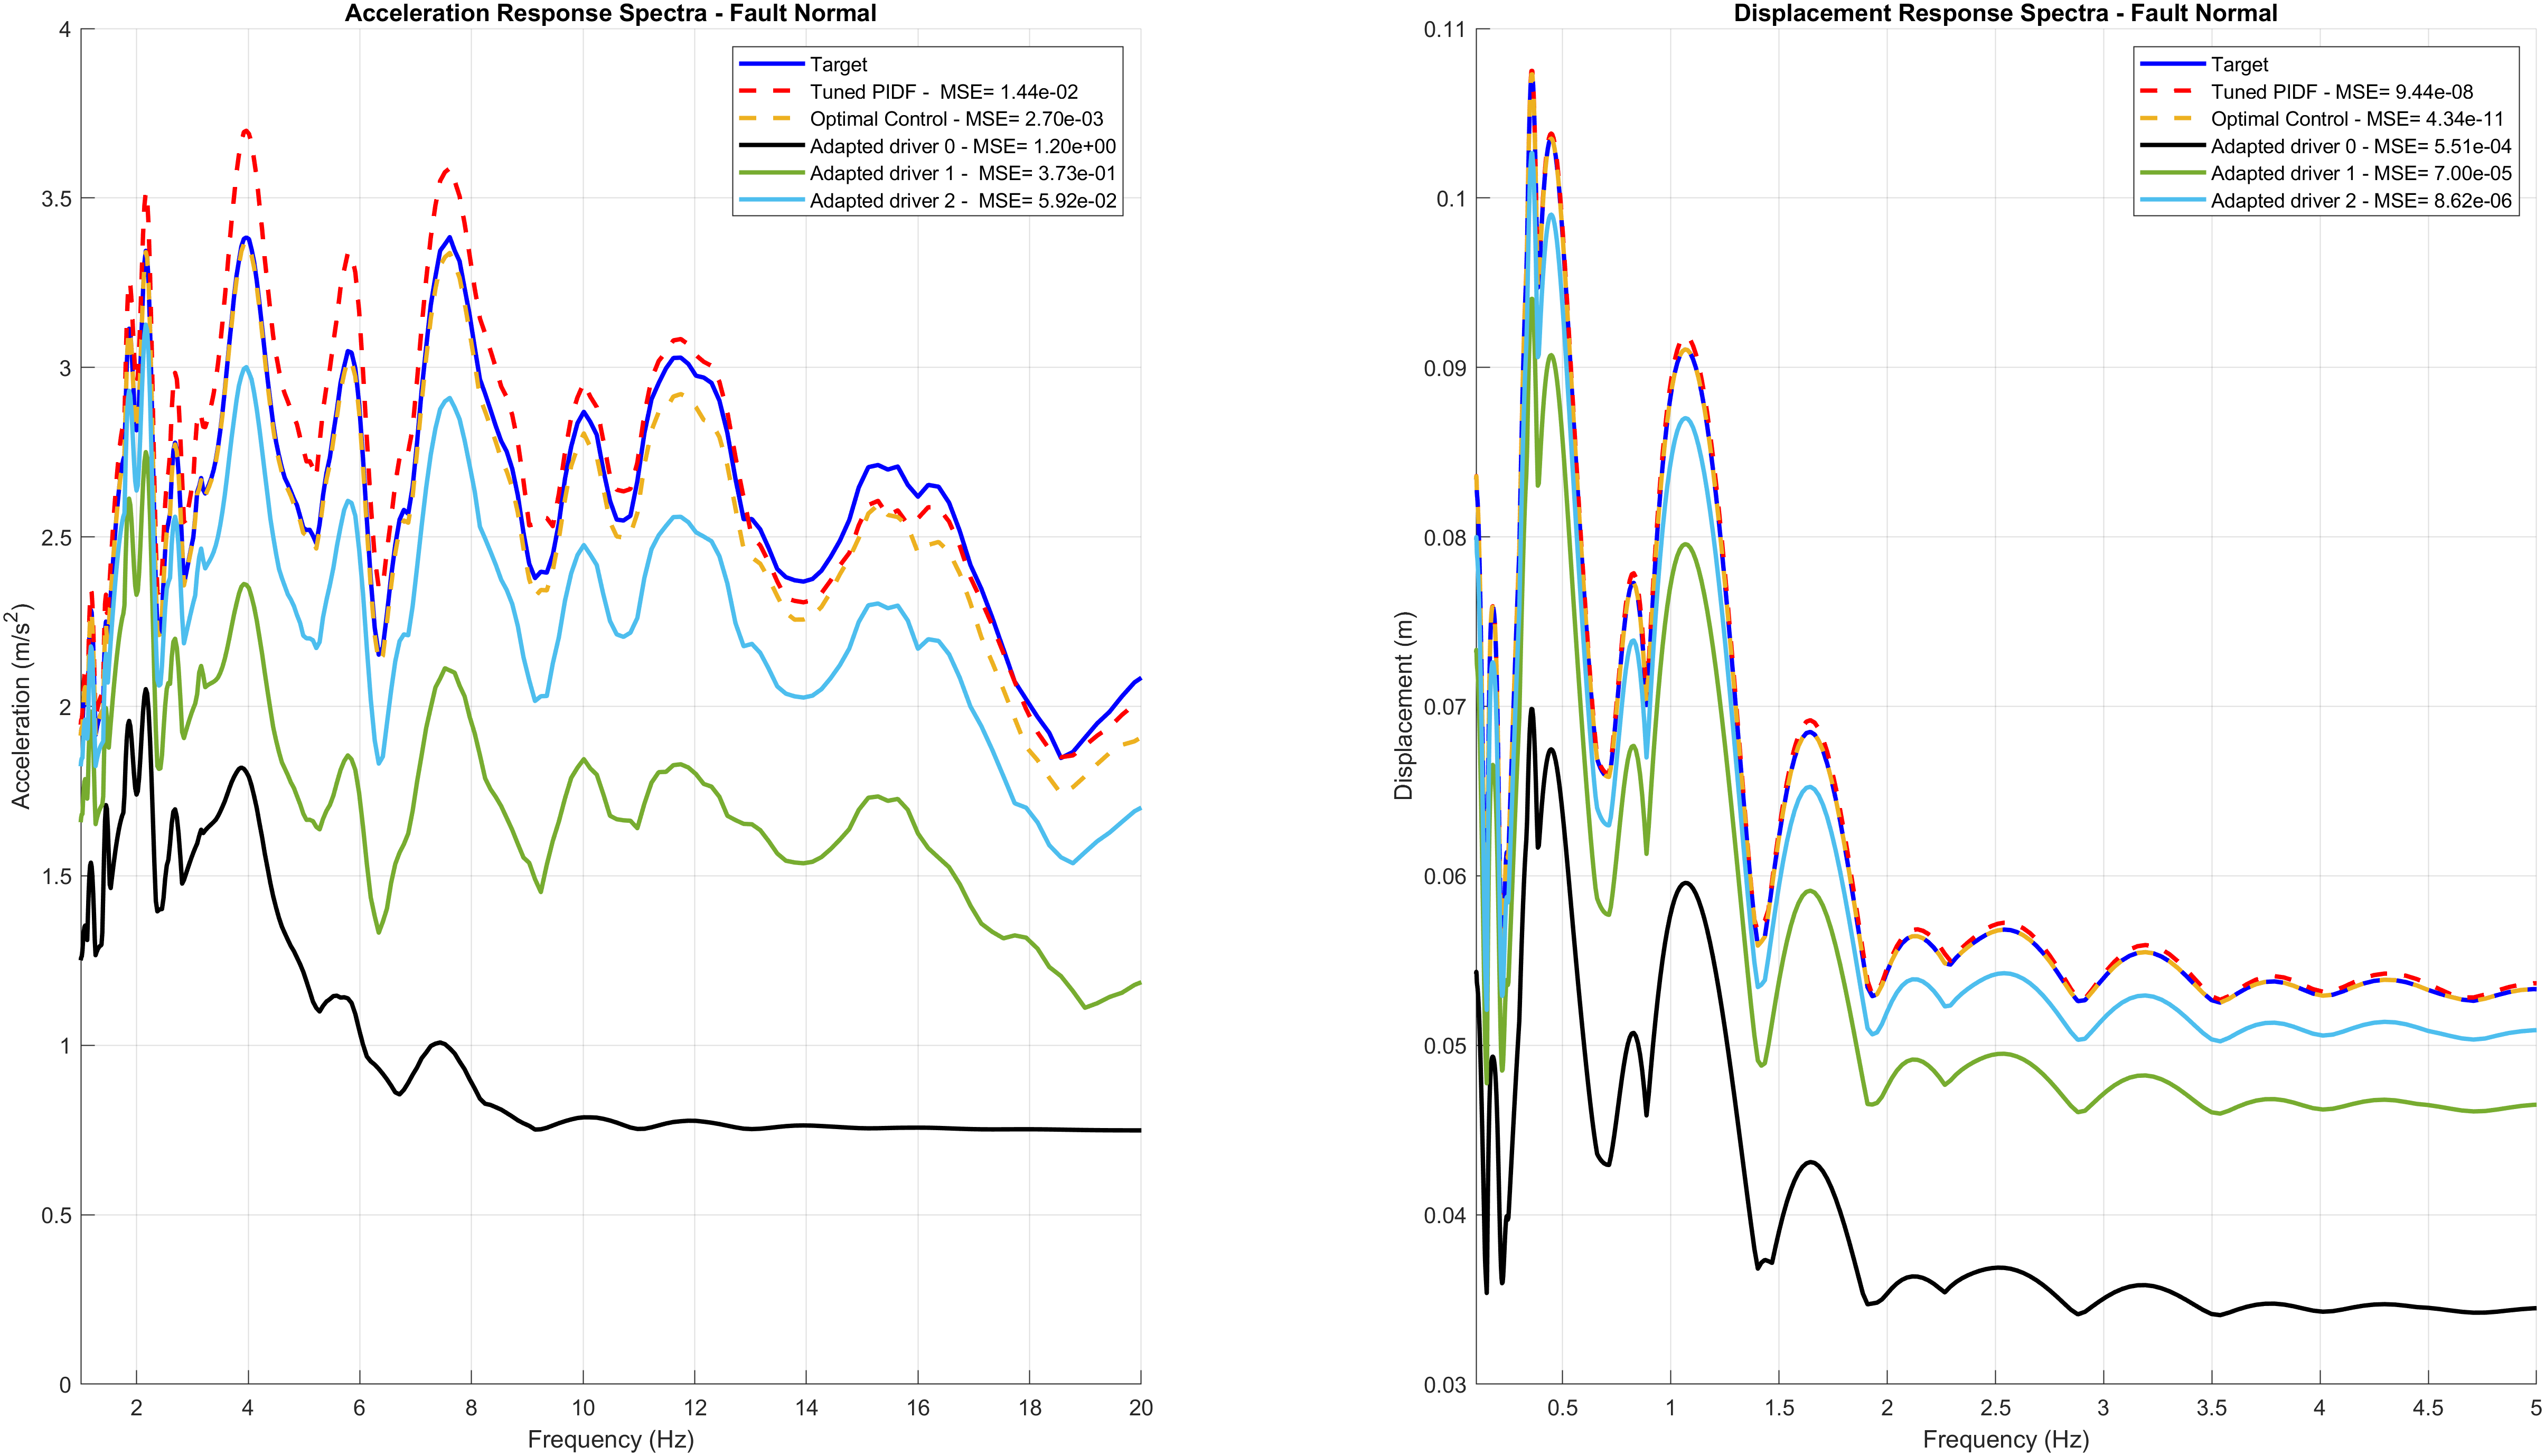 Acceleration Response Spectra - Fault Normal
4
3.5
3
2.5
2
1.5
1
0.5
0
Acceleration (m/s²)
2 4 6 8 10 12 14 16 18 20
Frequency (Hz)
Target
Tuned PIDF - MSE= 1.44e-02
Optimal Control - MSE= 2.70e-03
Adapted driver 0 - MSE= 1.20e+00
Adapted driver 1 - MSE= 3.73e-01
Adapted driver 2 - MSE= 5.92e-02
Displacement Response Spectra - Fault Normal
0.11
0.1
0.09
0.08
0.07
0.06
0.05
0.04
0.03
Displacement (m)
0.5 1 1.5 2 2.5 3 3.5 4 4.5 5
Frequency (Hz)
Target
Tuned PIDF - MSE= 9.44e-08
Optimal Control - MSE= 4.34e-11
Adapted driver 0 - MSE= 5.51e-04
Adapted driver 1 - MSE= 7.00e-05
Adapted driver 2 - MSE= 8.62e-06